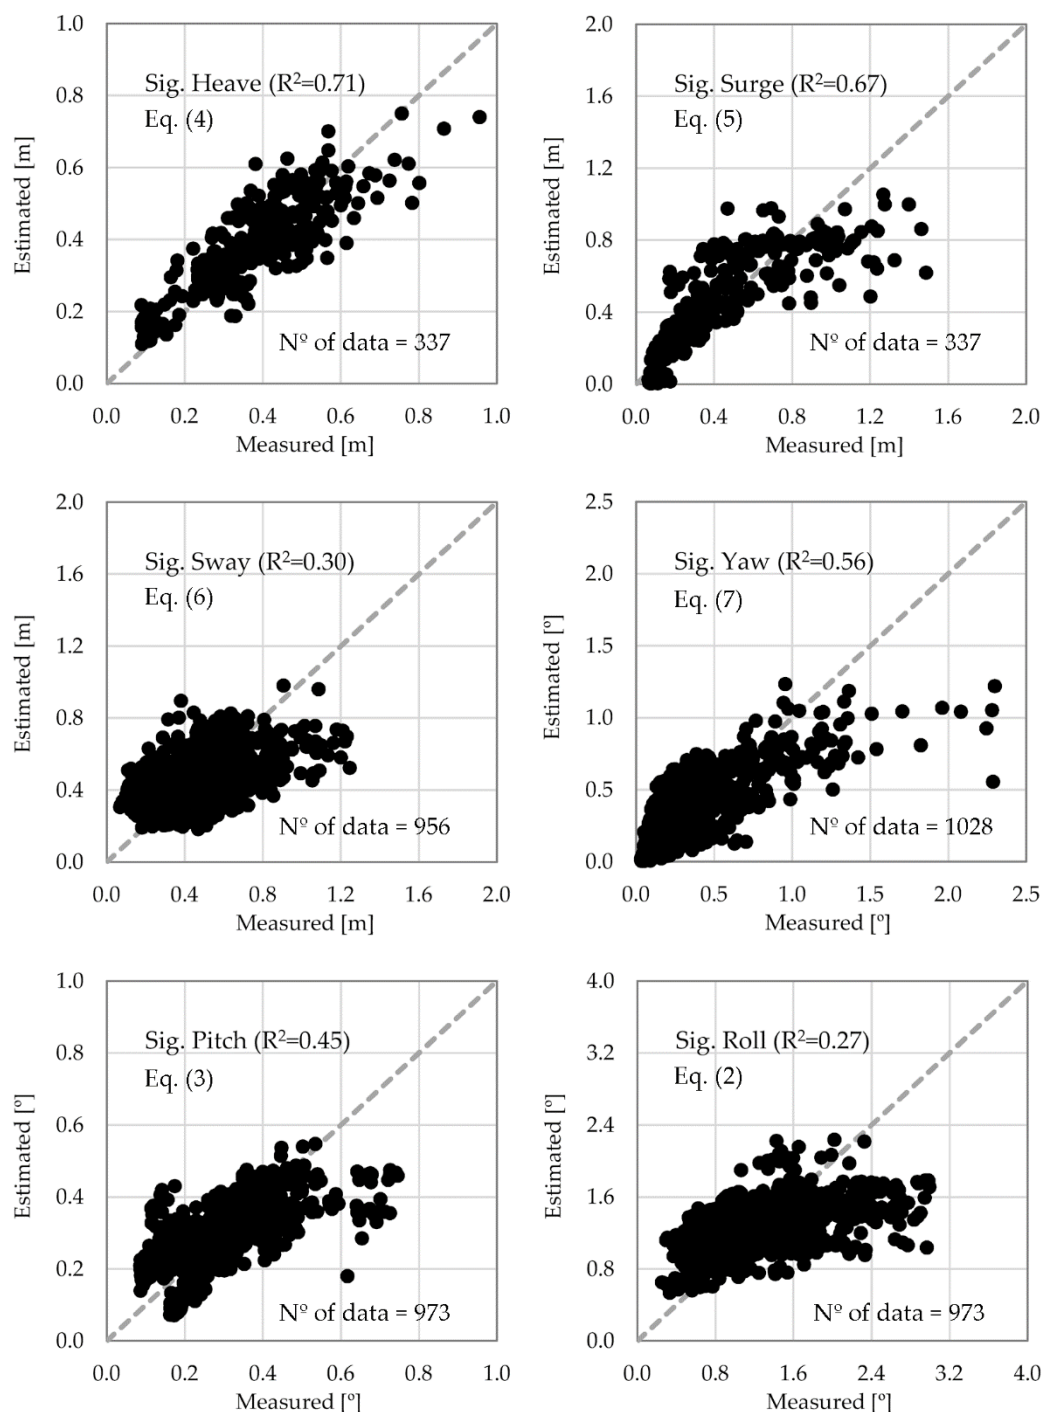 1.0
0.8
0.6
0.4
0.2
0.0
Estimated [m]
Sig. Heave (R²=0.71)
Eq. (4)
Nº of data = 337
0.0 0.2 0.4 0.6 0.8 1.0
Measured [m]
2.0
1.6
1.2
0.8
0.4
0.0
Estimated [m]
Sig. Surge (R²=0.67)
Eq. (5)
Nº of data = 337
0.0 0.4 0.8 1.2 1.6 2.0
Measured [m]
2.0
1.6
1.2
0.8
0.4
0.0
Estimated [m]
Sig. Sway (R²=0.30)
Eq. (6)
Nº of data = 956
0.0 0.4 0.8 1.2 1.6 2.0
Measured [m]
2.5
2.0
1.5
1.0
0.5
0.0
Estimated [º]
Sig. Yaw (R²=0.56)
Eq. (7)
Nº of data = 1028
0.0 0.5 1.0 1.5 2.0 2.5
Measured [º]
1.0
0.8
0.6
0.4
0.2
0.0
Estimated [º]
Sig. Pitch (R²=0.45)
Eq. (3)
Nº of data = 973
0.0 0.2 0.4 0.6 0.8 1.0
Measured [º]
4.0
3.2
2.4
1.6
0.8
0.0
Estimated [º]
Sig. Roll (R²=0.27)
Eq. (2)
Nº of data = 973
0.0 0.8 1.6 2.4 3.2 4.0
Measured [º]